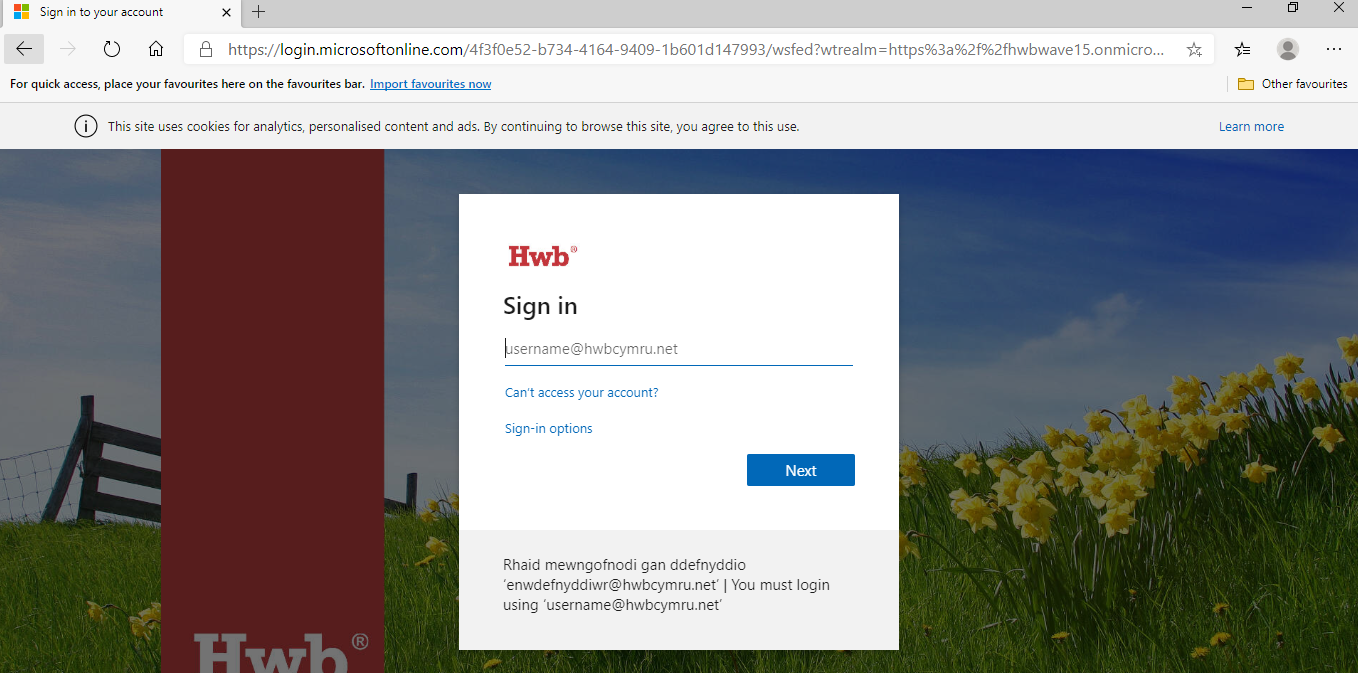 Sign in to your account
https://login.microsoftonline.com/4f3f0e52-b734-4164-9409-1b601d147993/wsfed?wtrealm=https%3a%2f%2fhwbwave15.onmicro...
For quick access, place your favourites here on the favourites bar. Import favourites now
Other favourites
This site uses cookies for analytics, personalised content and ads. By continuing to browse this site, you agree to this use.
Learn more
Hwb®
Sign in
username@hwbcymru.net
Can't access your account?
Sign-in options
Next
Rhaid mewngofnodi gan ddefnyddio
'enwdefnyddiwr@hwbcymru.net' | You must login
using 'username@hwbcymru.net'
Hwb®